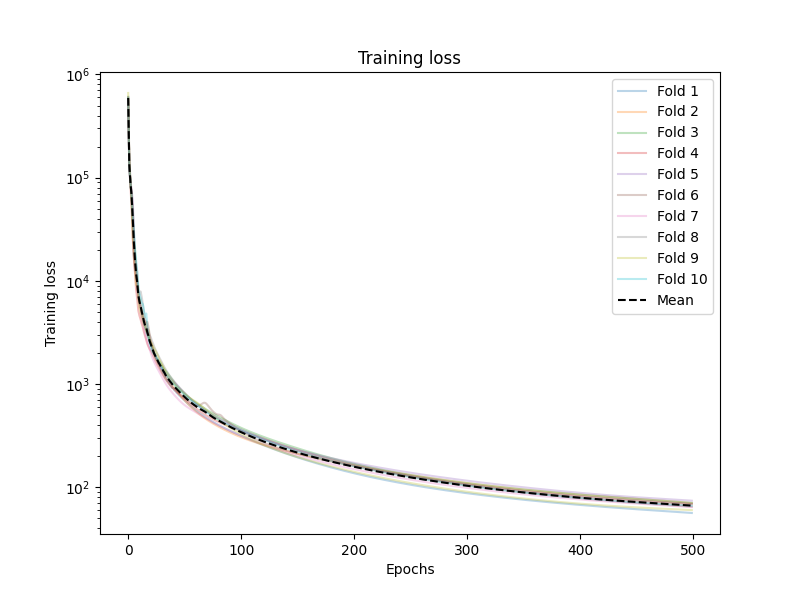 Training loss
Training loss
10^6
10^5
10^4
10^3
10^2
0
100
200
300
400
500
Epochs
Fold 1
Fold 2
Fold 3
Fold 4
Fold 5
Fold 6
Fold 7
Fold 8
Fold 9
Fold 10
Mean